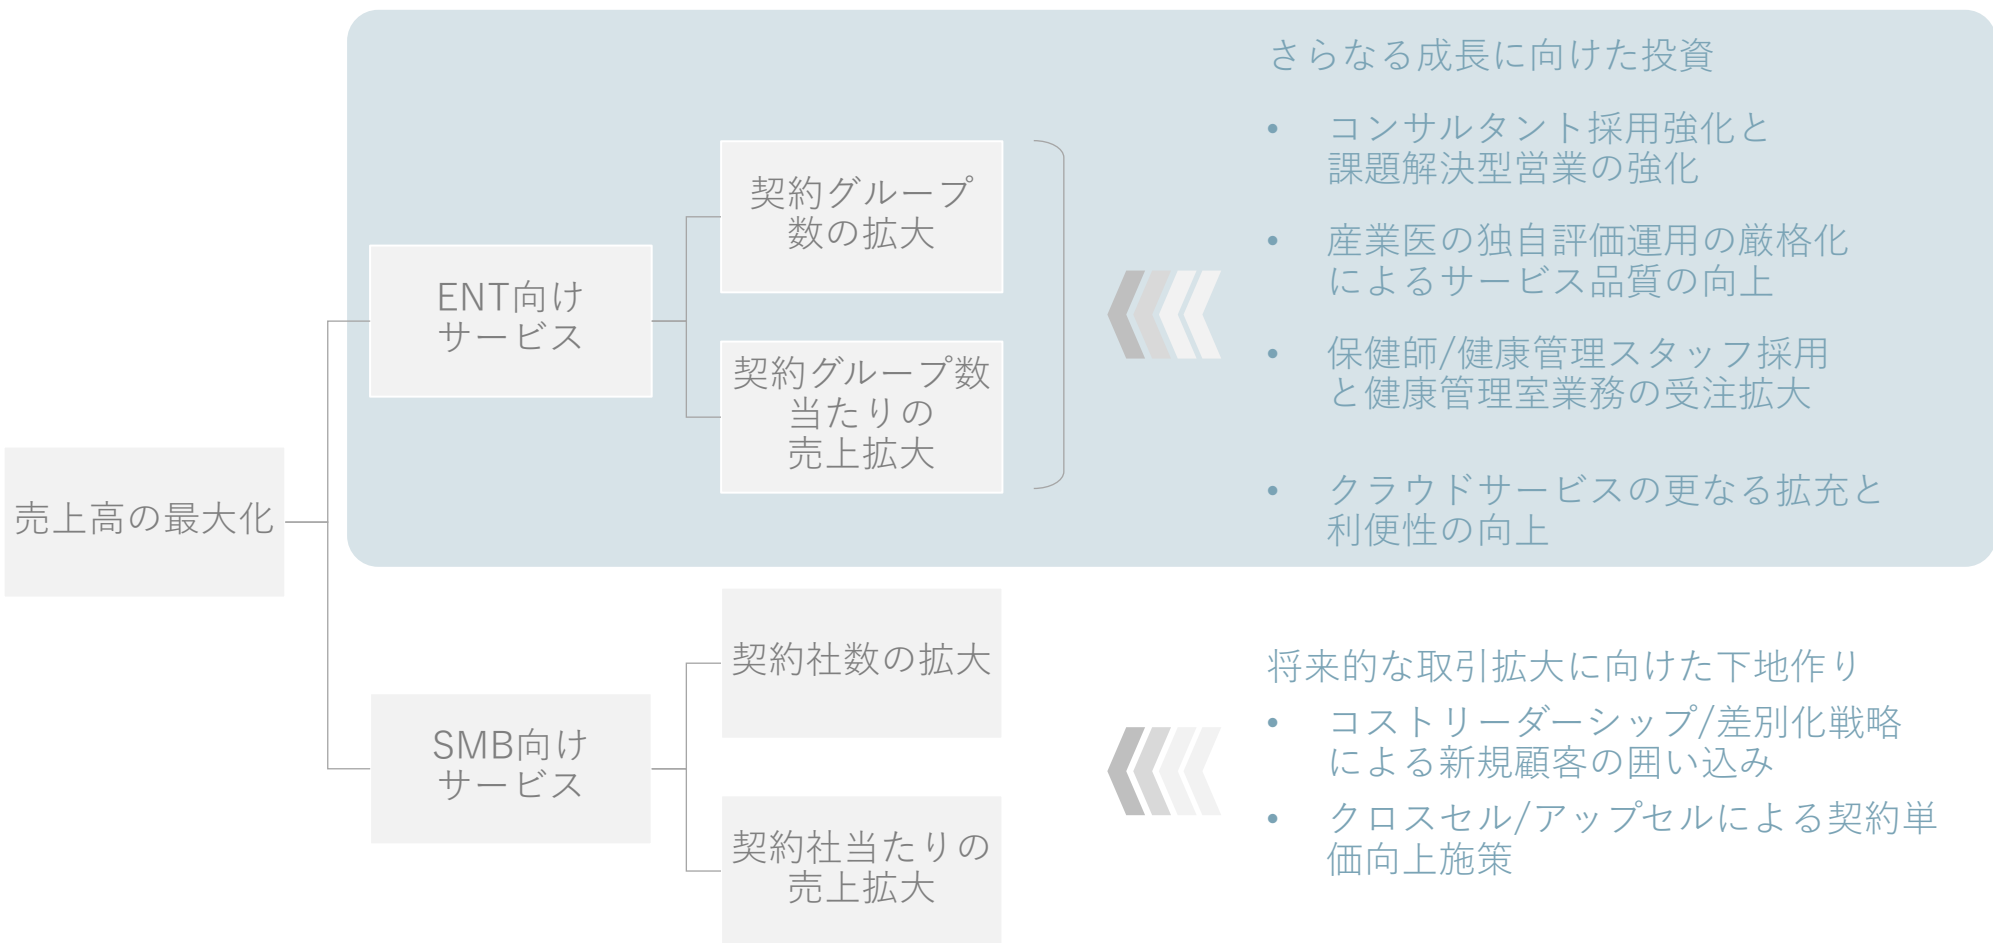 売上高の最大化
ENT向け
サービス
契約グループ
数の拡大
契約グループ数
当たりの
売上拡大
さらなる成長に向けた投資
• コンサルタント採用強化と
課題解決型営業の強化
• 産業医の独自評価運用の厳格化
によるサービス品質の向上
• 保健師/健康管理スタッフ採用
と健康管理室業務の受注拡大
• クラウドサービスの更なる拡充と
利便性の向上
SMB向け
サービス
契約社数の拡大
契約社当たりの
売上拡大
将来的な取引拡大に向けた下地作り
• コストリーダーシップ/差別化戦略
による新規顧客の囲い込み
• クロスセル/アップセルによる契約単
価向上施策